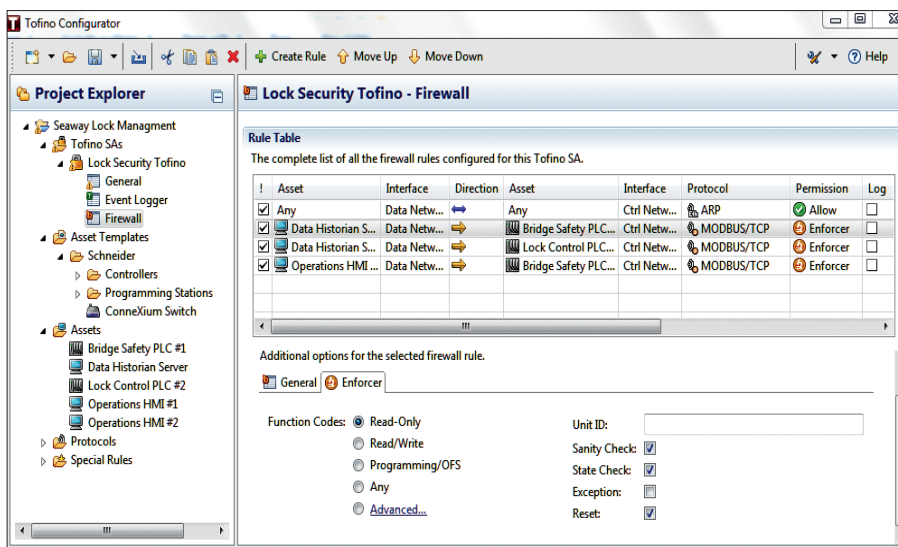 Tofino Configurator
Create Rule Move Up Move Down Help
Project Explorer
Seaway Lock Managment
Tofino SAs
Lock Security Tofino
General
Event Logger
Firewall
Asset Templates
Schneider
Controllers
Programming Stations
ConneXium Switch
Assets
Bridge Safety PLC #1
Data Historian Server
Lock Control PLC #2
Operations HMI #1
Operations HMI #2
Protocols
Special Rules
Lock Security Tofino - Firewall
Rule Table
The complete list of all the firewall rules configured for this Tofino SA.
! Asset Interface Direction Asset Interface Protocol Permission Log
Any Data Netw... Any Ctrl Netw... ARP Allow
Data Historian S... Data Netw... Bridge Safety PLC... Ctrl Netw... MODBUS/TCP Enforcer
Data Historian S... Data Netw... Lock Control PLC... Ctrl Netw... MODBUS/TCP Enforcer
Operations HMI ... Data Netw... Bridge Safety PLC... Ctrl Netw... MODBUS/TCP Enforcer
Additional options for the selected firewall rule.
General Enforcer
Function Codes: Read-Only
Read/Write
Programming/OFS
Any
Advanced...
Unit ID:
Sanity Check:
State Check:
Exception:
Reset: